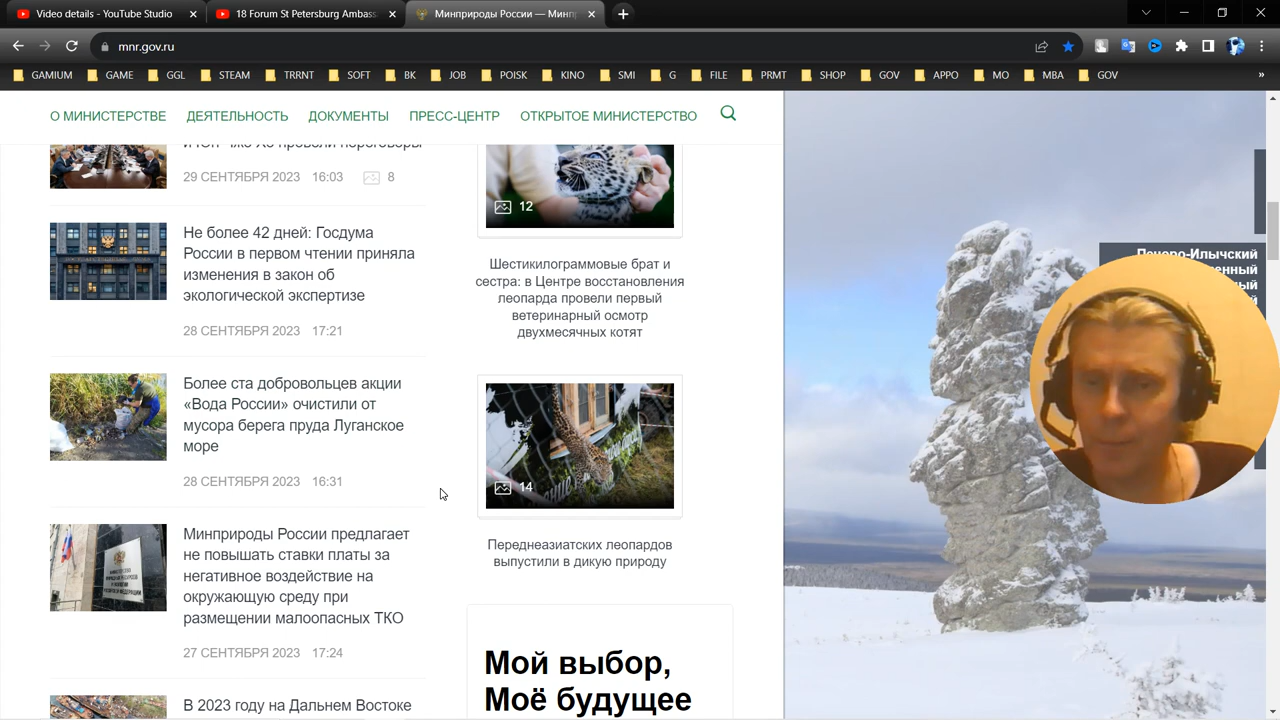 Video details - YouTube Studio
18 Forum St Petersburg Ambass
Минприроды России — Минпр
mnr.gov.ru
GAMIUM GAME GGL STEAM TRRNT SOFT BK JOB POISK KINO SMI G FILE PRMT SHOP GOV APPO MO MBA GOV »
О МИНИСТЕРСТВЕ ДЕЯТЕЛЬНОСТЬ ДОКУМЕНТЫ ПРЕСС-ЦЕНТР ОТКРЫТОЕ МИНИСТЕРСТВО
переговоры
29 СЕНТЯБРЯ 2023 16:03 8
Не более 42 дней: Госдума
России в первом чтении приняла
изменения в закон об
экологической экспертизе
28 СЕНТЯБРЯ 2023 17:21
Более ста добровольцев акции
«Вода России» очистили от
мусора берега пруда Луганское
море
28 СЕНТЯБРЯ 2023 16:31
Минприроды России предлагает
не повышать ставки платы за
негативное воздействие на
окружающую среду при
размещении малоопасных ТКО
27 СЕНТЯБРЯ 2023 17:24
В 2023 году на Дальнем Востоке
12
Шестикилограммовые брат и
сестра: в Центре восстановления
леопарда провели первый
ветеринарный осмотр
двухмесячных котят
14
Переднеазиатских леопардов
выпустили в дикую природу
Мой выбор,
Моё будущее
Печоро-Илычский